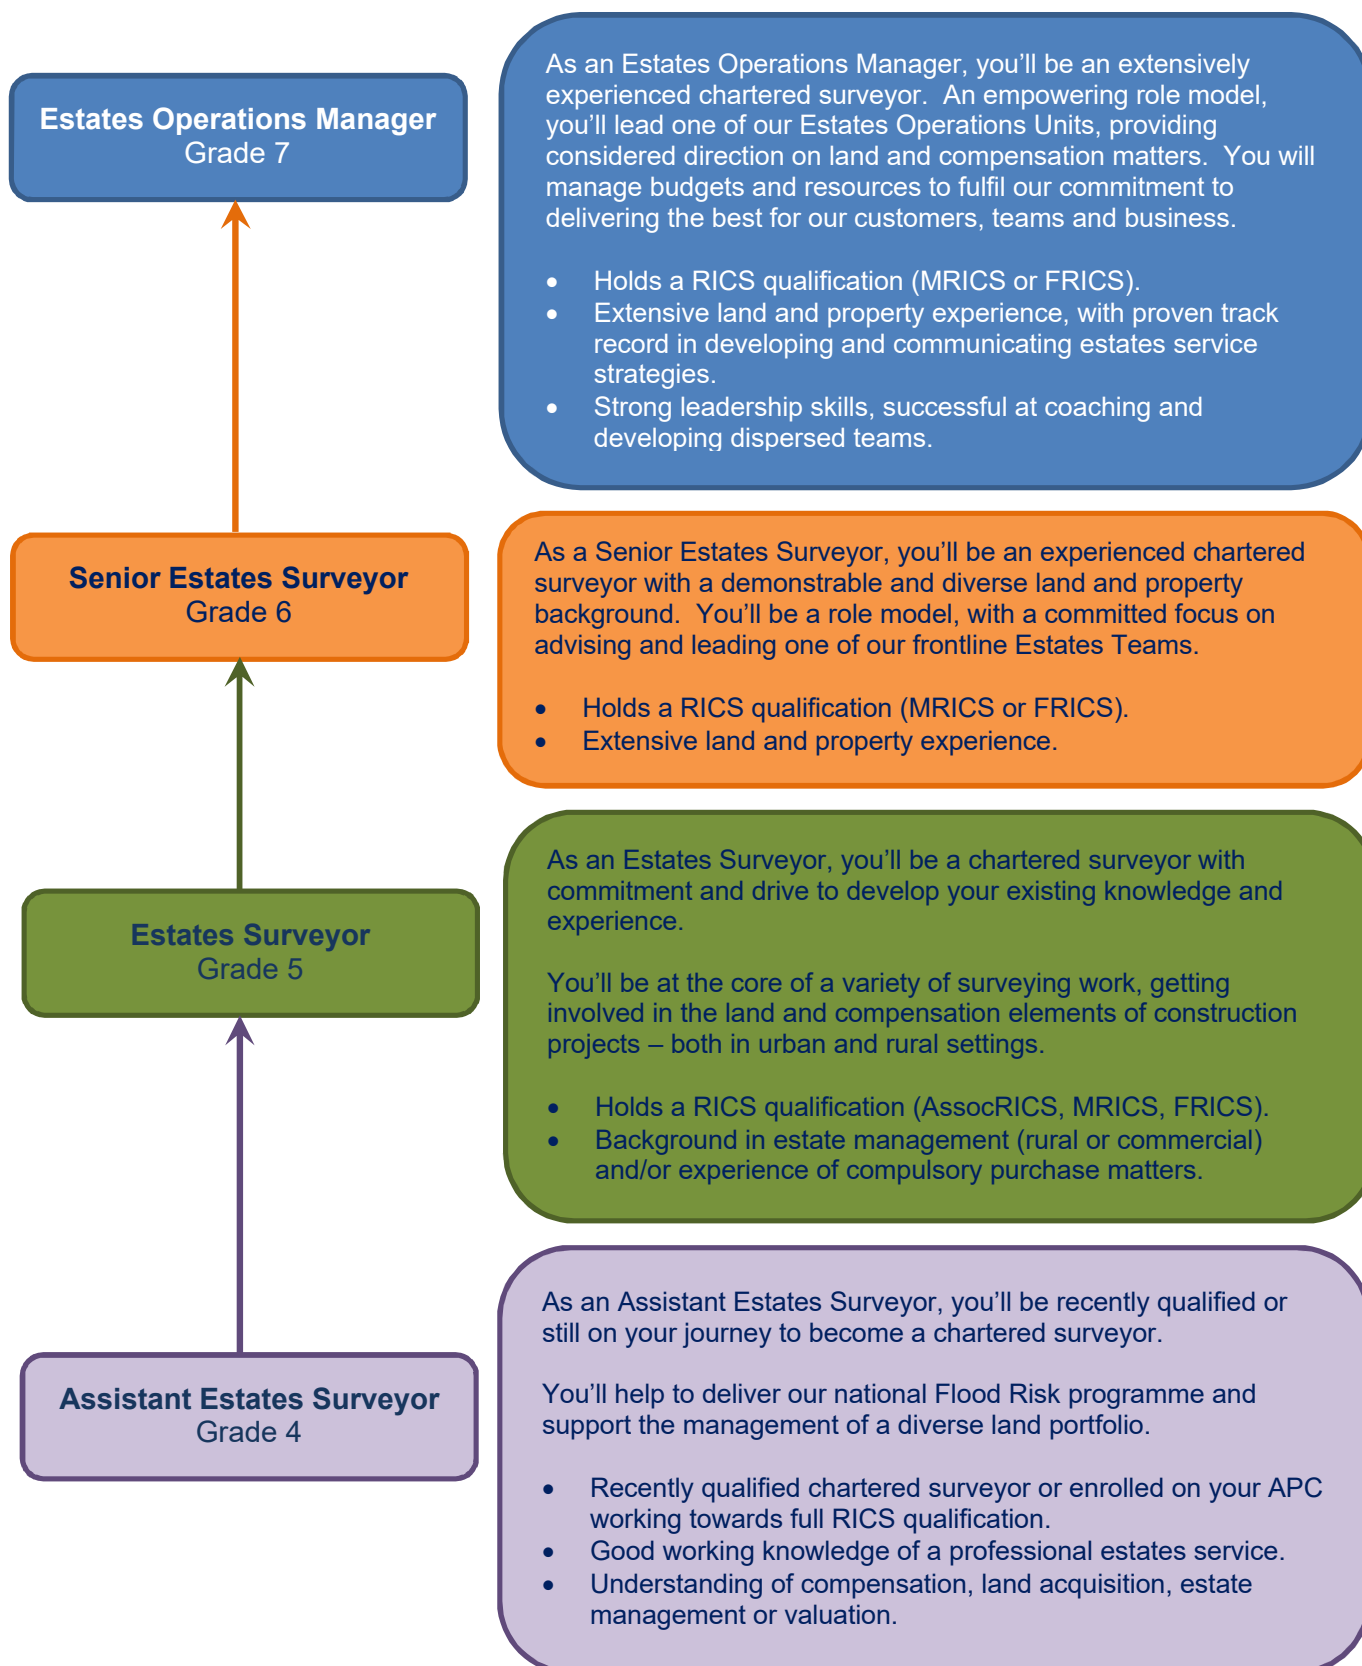 Estates Operations Manager
Grade 7
As an Estates Operations Manager, you’ll be an extensively
experienced chartered surveyor.  An empowering role model,
you’ll lead one of our Estates Operations Units, providing
considered direction on land and compensation matters.  You will
manage budgets and resources to fulfil our commitment to
delivering the best for our customers, teams and business.
• Holds a RICS qualification (MRICS or FRICS).
• Extensive land and property experience, with proven track
record in developing and communicating estates service
strategies.
• Strong leadership skills, successful at coaching and
developing dispersed teams.
Senior Estates Surveyor
Grade 6
As a Senior Estates Surveyor, you’ll be an experienced chartered
surveyor with a demonstrable and diverse land and property
background.  You’ll be a role model, with a committed focus on
advising and leading one of our frontline Estates Teams.
• Holds a RICS qualification (MRICS or FRICS).
• Extensive land and property experience.
Estates Surveyor
Grade 5
As an Estates Surveyor, you’ll be a chartered surveyor with
commitment and drive to develop your existing knowledge and
experience.
You’ll be at the core of a variety of surveying work, getting
involved in the land and compensation elements of construction
projects – both in urban and rural settings.
• Holds a RICS qualification (AssocRICS, MRICS, FRICS).
• Background in estate management (rural or commercial)
and/or experience of compulsory purchase matters.
Assistant Estates Surveyor
Grade 4
As an Assistant Estates Surveyor, you’ll be recently qualified or
still on your journey to become a chartered surveyor.
You’ll help to deliver our national Flood Risk programme and
support the management of a diverse land portfolio.
• Recently qualified chartered surveyor or enrolled on your APC
working towards full RICS qualification.
• Good working knowledge of a professional estates service.
• Understanding of compensation, land acquisition, estate
management or valuation.